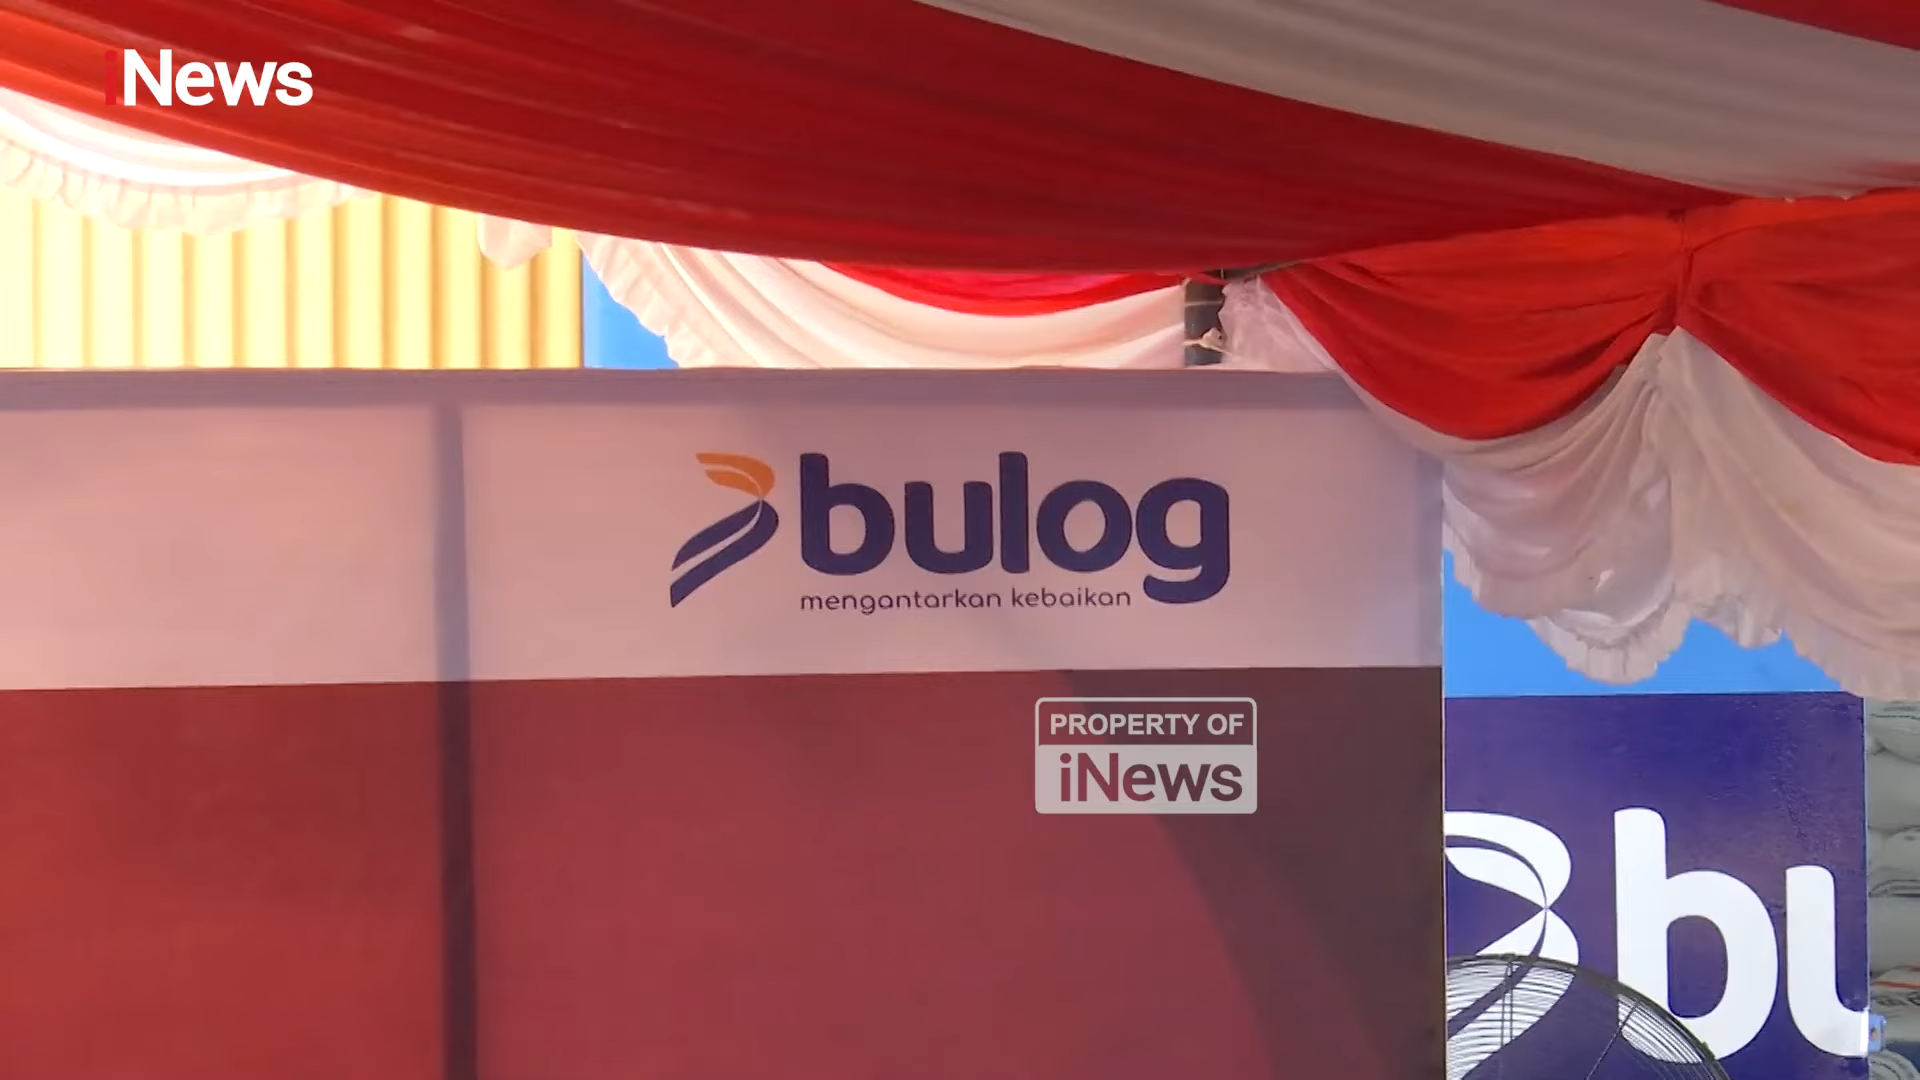 iNews
bulog
mengantarkan kebaikan
PROPERTY OF
iNews
bu